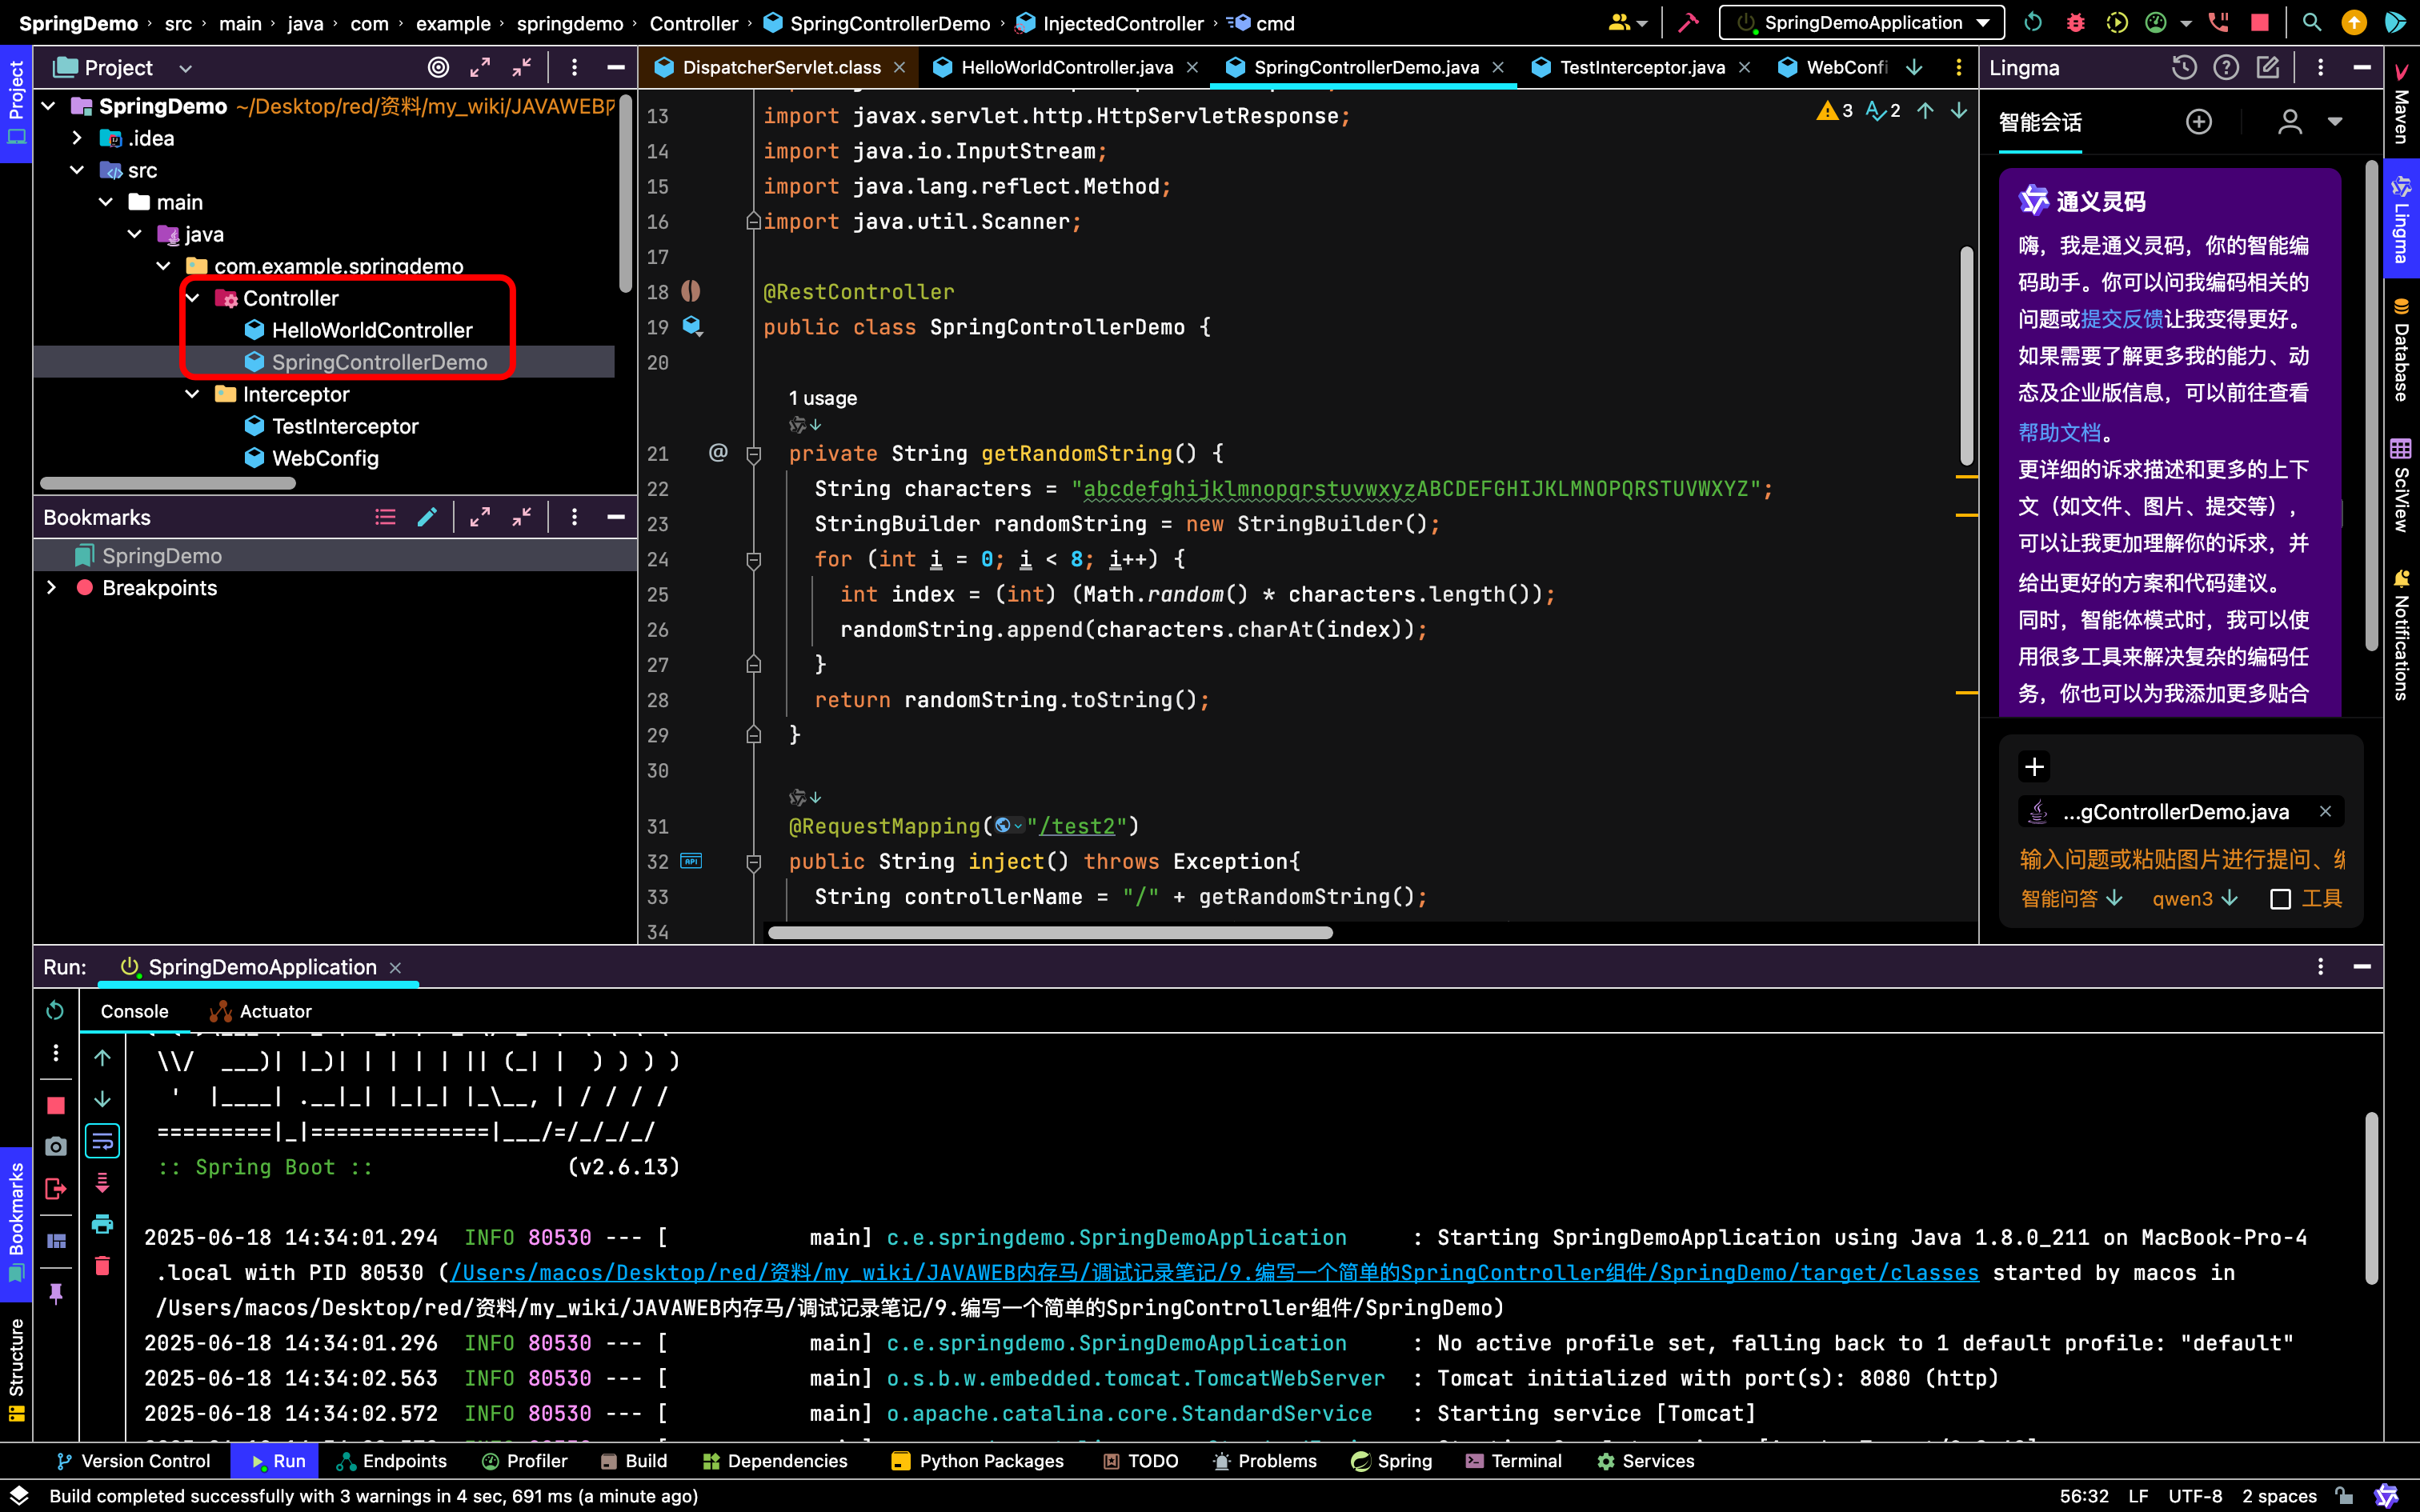 SpringDemo › src › main › java › com › example › springdemo › Controller › SpringControllerDemo › InjectedController › cmd
SpringDemoApplication
Project
SpringDemo ~/Desktop/red/资料/my_wiki/JAVAWEB
.idea
src
main
java
com.example.springdemo
Controller
HelloWorldController
SpringControllerDemo
Interceptor
TestInterceptor
WebConfig
Bookmarks
SpringDemo
Breakpoints
DispatcherServlet.class
HelloWorldController.java
SpringControllerDemo.java
TestInterceptor.java
WebConfi
3 2
13 import javax.servlet.http.HttpServletResponse;
14 import java.io.InputStream;
15 import java.lang.reflect.Method;
16 import java.util.Scanner;
17
18 @RestController
19 public class SpringControllerDemo {
20
1 usage
21 @ private String getRandomString() {
22 String characters = "abcdefghijklmnopqrstuvwxyzABCDEFGHIJKLMNOPQRSTUVWXYZ";
23 StringBuilder randomString = new StringBuilder();
24 for (int i = 0; i < 8; i++) {
25 int index = (int) (Math.random() * characters.length());
26 randomString.append(characters.charAt(index));
27 }
28 return randomString.toString();
29 }
30
31 @RequestMapping("/test2")
32 API public String inject() throws Exception{
33 String controllerName = "/" + getRandomString();
34
Lingma
智能会话
通义灵码
嗨，我是通义灵码，你的智能编
码助手。你可以问我编码相关的
问题或提交反馈让我变得更好。
如果需要了解更多我的能力、动
态及企业版信息，可以前往查看
帮助文档。
更详细的诉求描述和更多的上下
文（如文件、图片、提交等），
可以让我更加理解你的诉求，并
给出更好的方案和代码建议。
同时，智能体模式时，我可以使
用很多工具来解决复杂的编码任
务，你也可以为我添加更多贴合
...gControllerDemo.java
输入问题或粘贴图片进行提问、
智能问答 qwen3 工具
Project
Bookmarks
Structure
Maven
Lingma
Database
SciView
Notifications
Run: SpringDemoApplication
Console Actuator
\\/  ___)| |_)| | | | | || (_| |  ) ) ) )
'  |____| .__|_| |_|_| |_\__, | / / / /
=========|_|==============|___/=/_/_/_/
:: Spring Boot :: (v2.6.13)
2025-06-18 14:34:01.294 INFO 80530 --- [ main] c.e.springdemo.SpringDemoApplication : Starting SpringDemoApplication using Java 1.8.0_211 on MacBook-Pro-4
.local with PID 80530 (/Users/macos/Desktop/red/资料/my_wiki/JAVAWEB内存马/调试记录笔记/9.编写一个简单的SpringController组件/SpringDemo/target/classes started by macos in
/Users/macos/Desktop/red/资料/my_wiki/JAVAWEB内存马/调试记录笔记/9.编写一个简单的SpringController组件/SpringDemo)
2025-06-18 14:34:01.296 INFO 80530 --- [ main] c.e.springdemo.SpringDemoApplication : No active profile set, falling back to 1 default profile: "default"
2025-06-18 14:34:02.563 INFO 80530 --- [ main] o.s.b.w.embedded.tomcat.TomcatWebServer : Tomcat initialized with port(s): 8080 (http)
2025-06-18 14:34:02.572 INFO 80530 --- [ main] o.apache.catalina.core.StandardService : Starting service [Tomcat]
Version Control Run Endpoints Profiler Build Dependencies Python Packages TODO Problems Spring Terminal Services
Build completed successfully with 3 warnings in 4 sec, 691 ms (a minute ago)
56:32 LF UTF-8 2 spaces